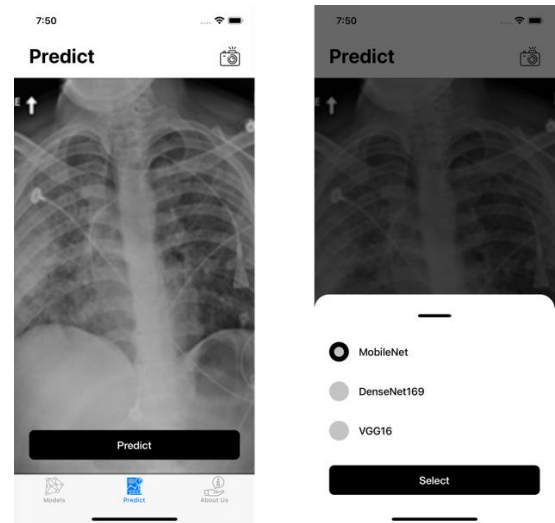 7:50
Predict
E
Predict
Models
Predict
About Us
7:50
Predict
E
MobileNet
DenseNet169
VGG16
Select